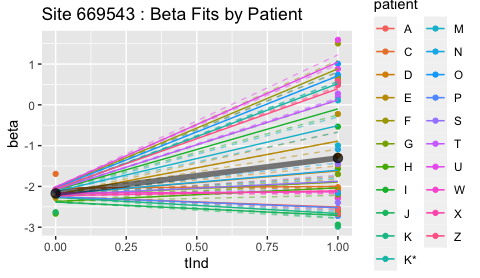 Site 669543 : Beta Fits by Patient
beta
1
0
-1
-2
-3
0.00
0.25
0.50
0.75
1.00
tInd
patient
A
C
D
E
F
G
H
I
J
K
K*
M
N
O
P
S
T
U
W
X
Z